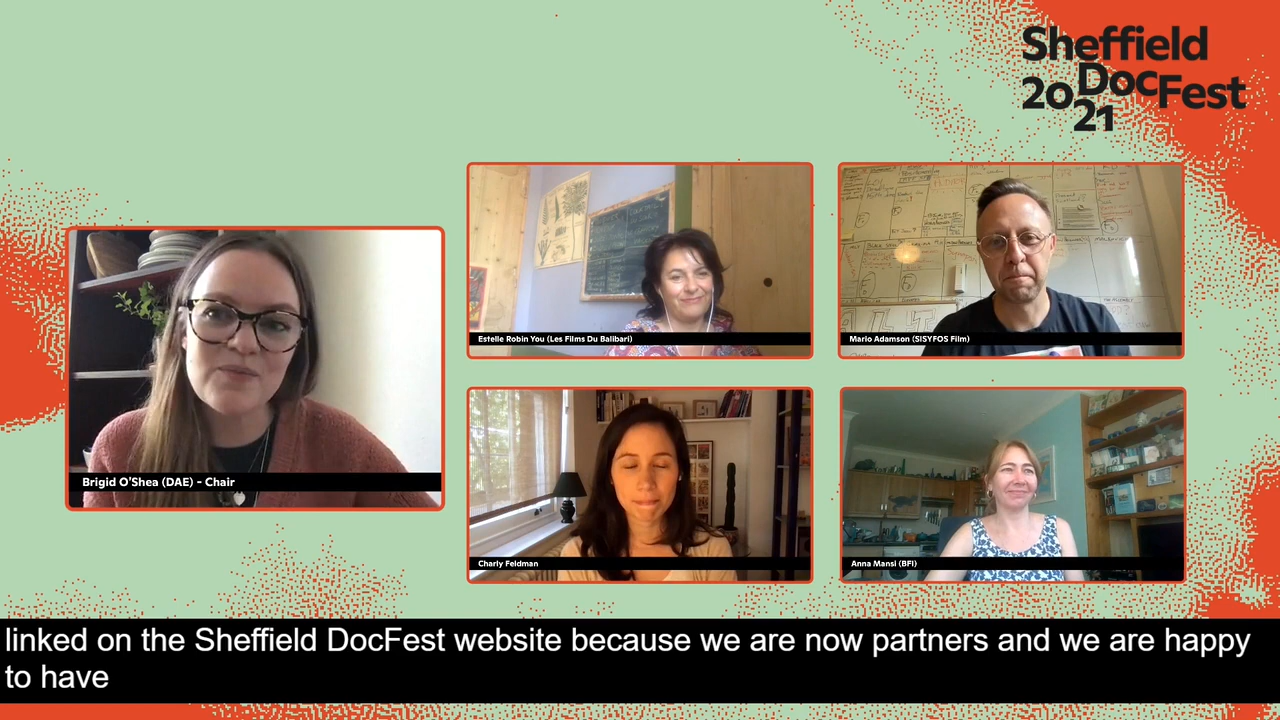 Sheffield
DocFest
2021
Brigid O'Shea (DAE) - Chair
Estelle Robin You (Les Films Du Balibari)
Mario Adamson (SISYFOS Film)
Charly Feldman
Anna Mansi (BFI)
linked on the Sheffield DocFest website because we are now partners and we are happy
to have